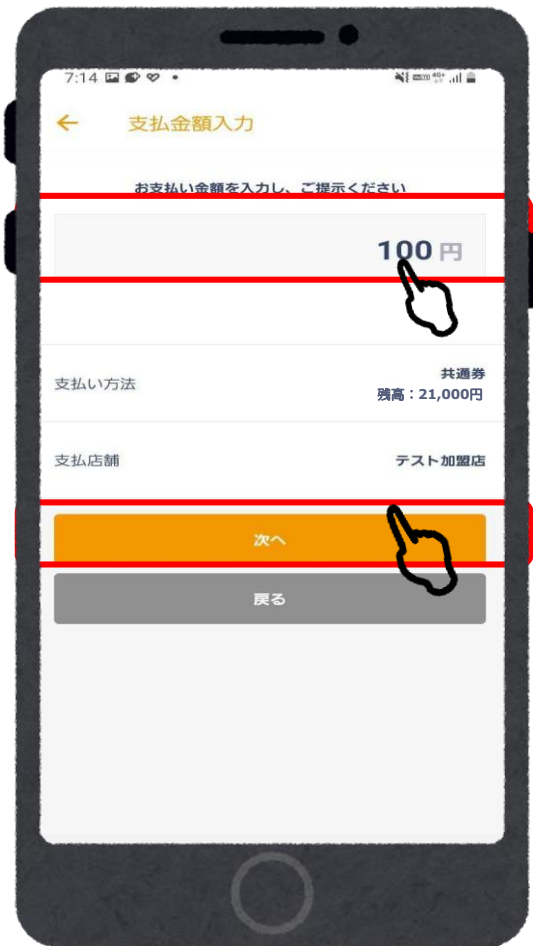 7:14
← 支払金額入力
お支払い金額を入力し、ご提示ください
100 円
支払い方法
共通券
残高：21,000円
支払店舗
テスト加盟店
次へ
戻る